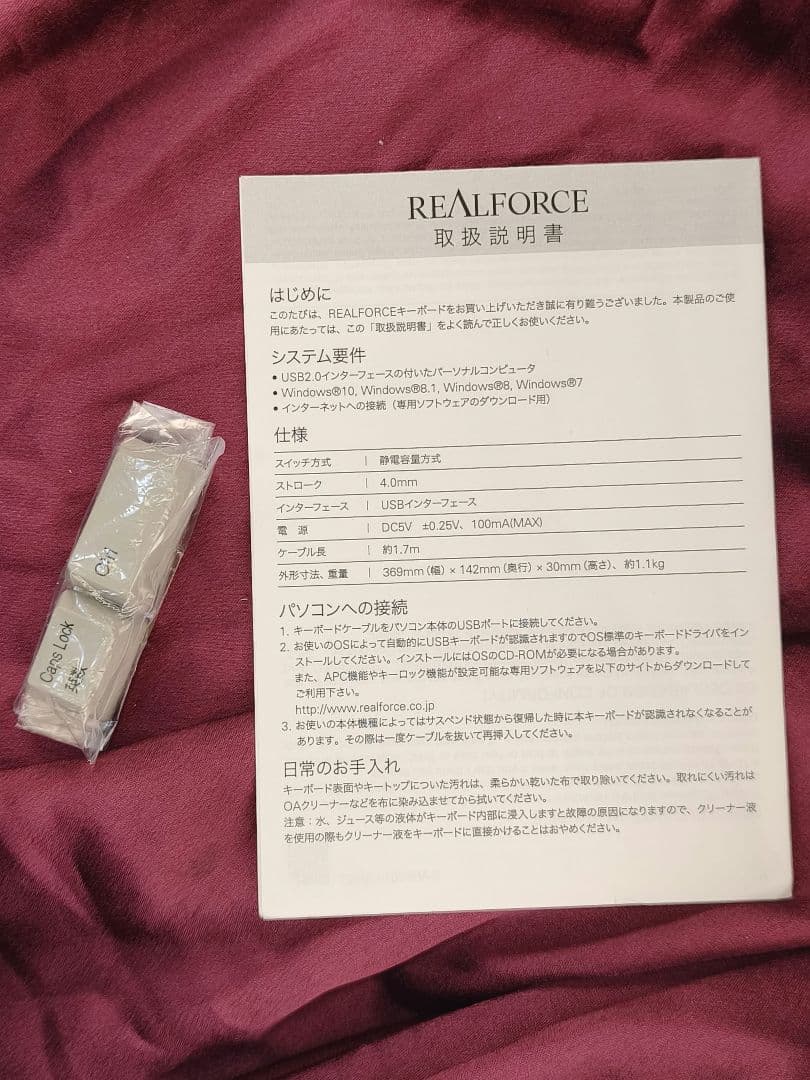 REALFORCE
取扱説明書
はじめに
このたびは、REALFORCEキーボードをお買い上げいただき誠に有り難うございました。本製品のご使
用にあたっては、この「取扱説明書」をよく読んで正しくお使いください。
システム要件
• USB2.0インターフェースの付いたパーソナルコンピュータ
• Windows®10, Windows®8.1, Windows®8, Windows®7
• インターネットへの接続（専用ソフトウェアのダウンロード用）
仕様
スイッチ方式 | 静電容量方式
ストローク | 4.0mm
インターフェース | USBインターフェース
電 源 | DC5V ±0.25V、100mA(MAX)
ケーブル長 | 約1.7m
外形寸法、重量 | 369mm（幅）× 142mm（奥行）× 30mm（高さ）、約1.1kg
パソコンへの接続
1. キーボードケーブルをパソコン本体のUSBポートに接続してください。
2. お使いのOSによって自動的にUSBキーボードが認識されますのでOS標準のキーボードドライバをイン
ストールしてください。インストールにはOSのCD-ROMが必要になる場合があります。
また、APC機能やキーロック機能が設定可能な専用ソフトウェアを以下のサイトからダウンロードして
ご利用下さい。
http://www.realforce.co.jp
3. お使いの本体機種によってはサスペンド状態から復帰した時に本キーボードが認識されなくなることが
あります。その際は一度ケーブルを抜いて再挿入してください。
日常のお手入れ
キーボード表面やキートップについた汚れは、柔らかい乾いた布で取り除いてください。取れにくい汚れは
OAクリーナーなどを布に染み込ませてから拭いてください。
注意：水、ジュース等の液体がキーボード内部に浸入しますと故障の原因になりますので、クリーナー液
を使用の際もクリーナー液をキーボードに直接かけることはおやめください。
Ctrl
Caps Lock
英数